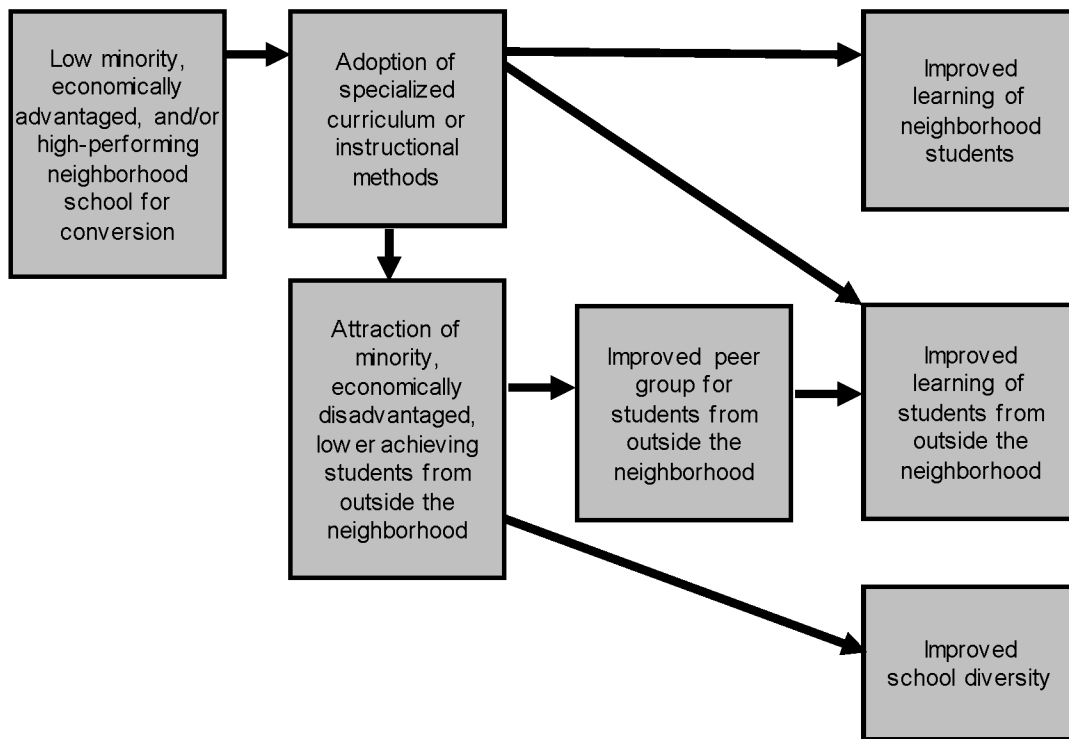 Low minority,
economically
advantaged, and/or
high-performing
neighborhood
school for
conversion
Adoption of
specialized
curriculum or
instructional
methods
Improved
learning of
neighborhood
students
Attraction of
minority,
economically
disadvantaged,
lower achieving
students from
outside the
neighborhood
Improved peer
group for
students from
outside the
neighborhood
Improved
learning of
students from
outside the
neighborhood
Improved
school diversity